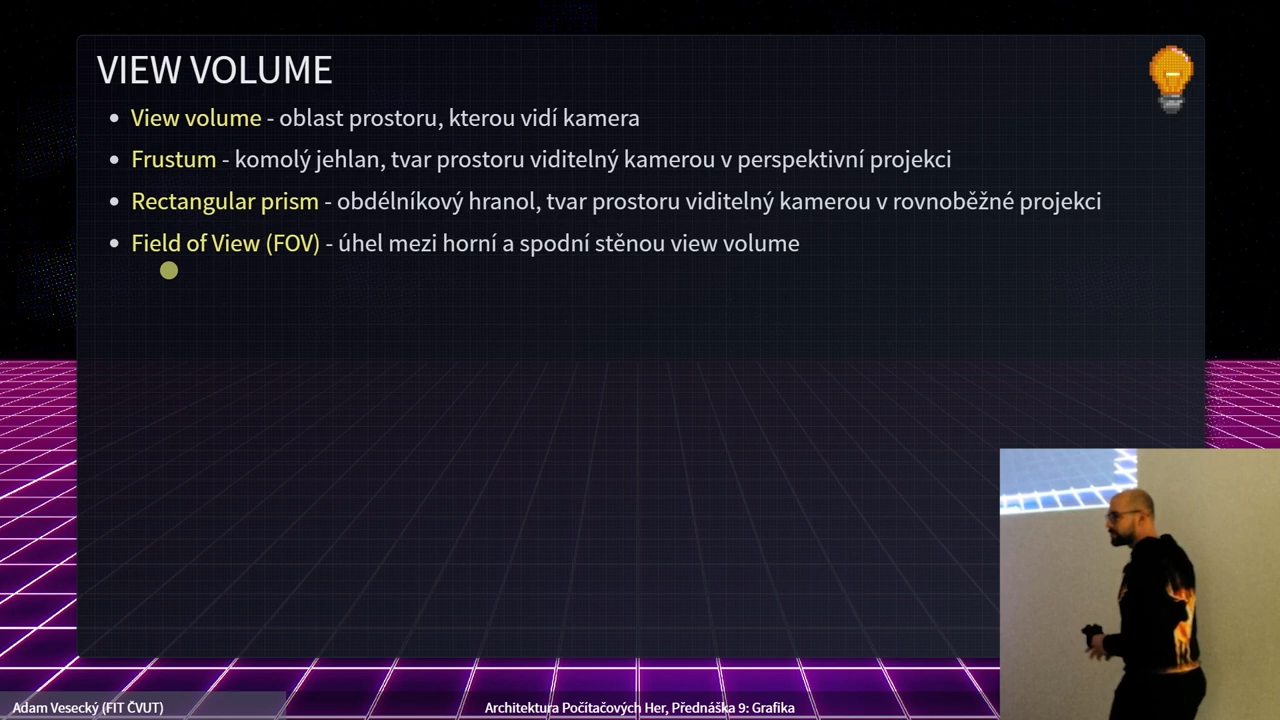 VIEW VOLUME
View volume - oblast prostoru, kterou vidí kamera
Frustum - komolý jehlan, tvar prostoru viditelný kamerou v perspektivní projekci
Rectangular prism - obdélníkový hranol, tvar prostoru viditelný kamerou v rovnoběžné projekci
Field of View (FOV) - úhel mezi horní a spodní stěnou view volume
Adam Vesecký (FIT ČVUT)
Architektura Počítačových Her, Přednáška 9: Grafika